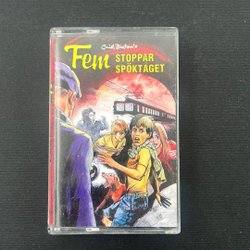 Enid Blyton's
Fem STOPPAR
SPÖKTÅGET